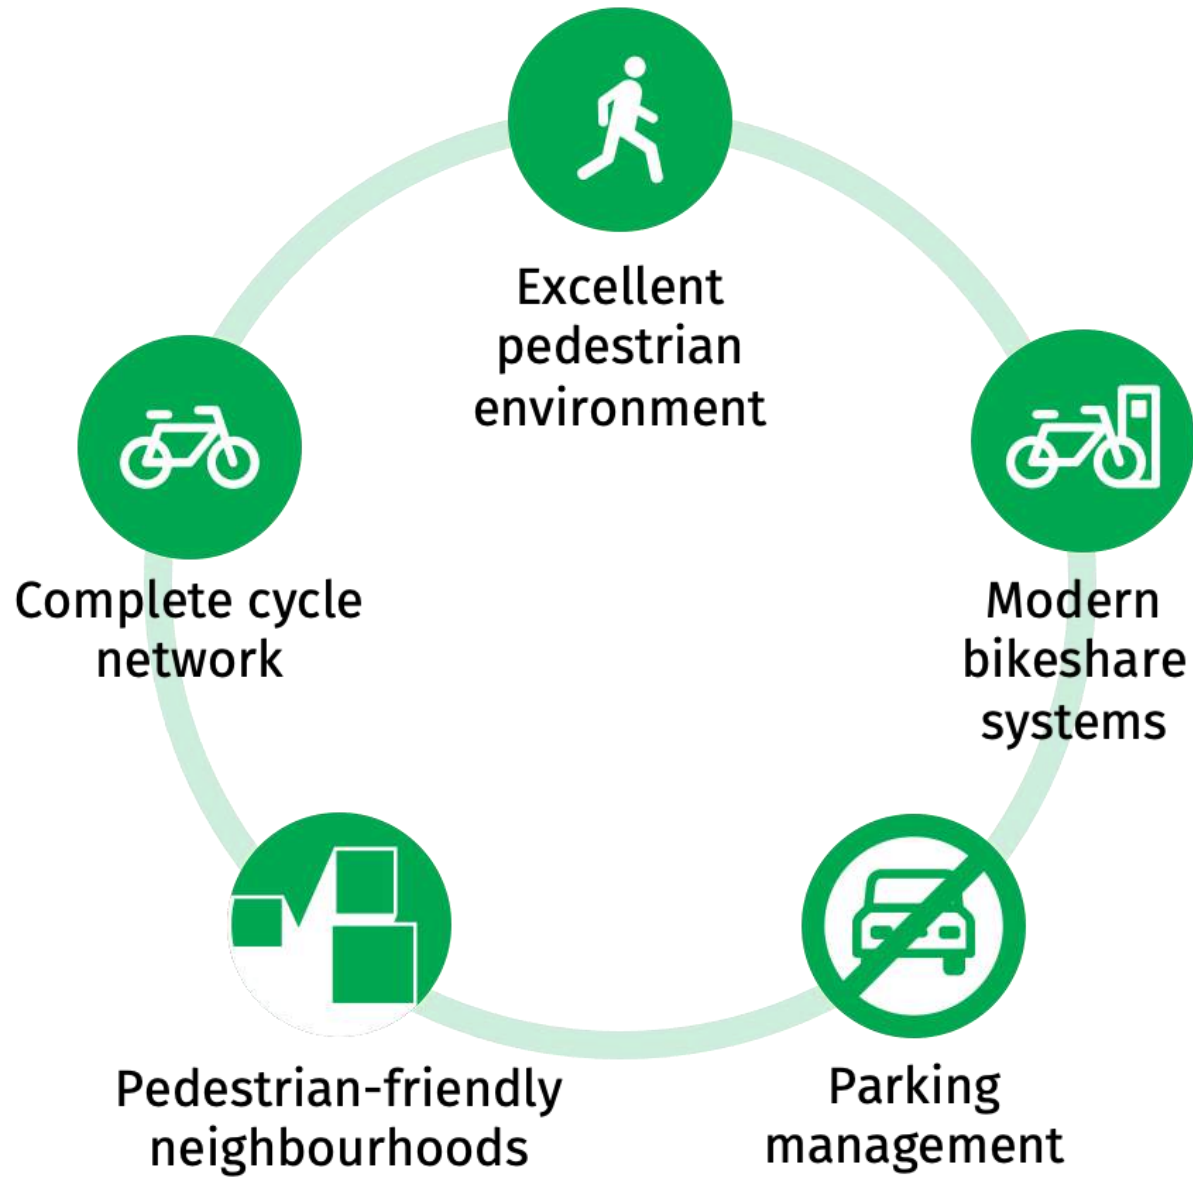 Excellent
pedestrian
environment
Complete cycle
network
Modern
bikeshare
systems
Pedestrian-friendly
neighbourhoods
Parking
management